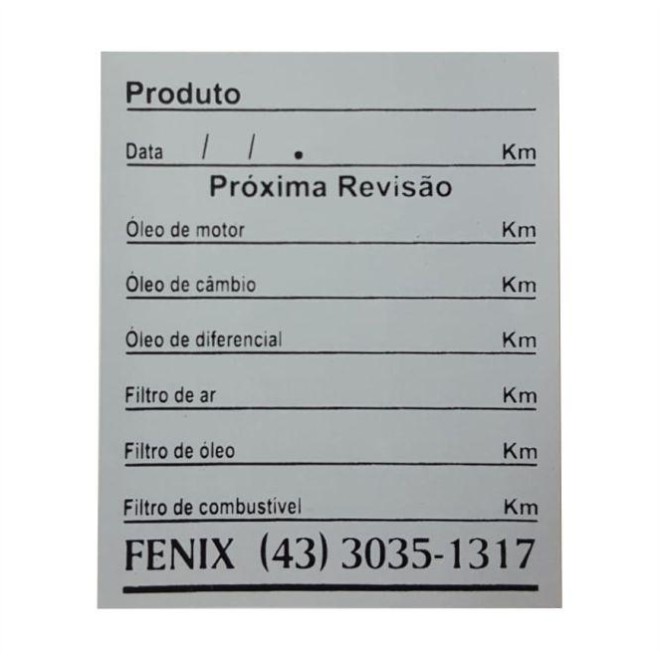 Produto
Data / / . Km
Próxima Revisão
Óleo de motor Km
Óleo de câmbio Km
Óleo de diferencial Km
Filtro de ar Km
Filtro de óleo Km
Filtro de combustível Km
FENIX (43) 3035-1317